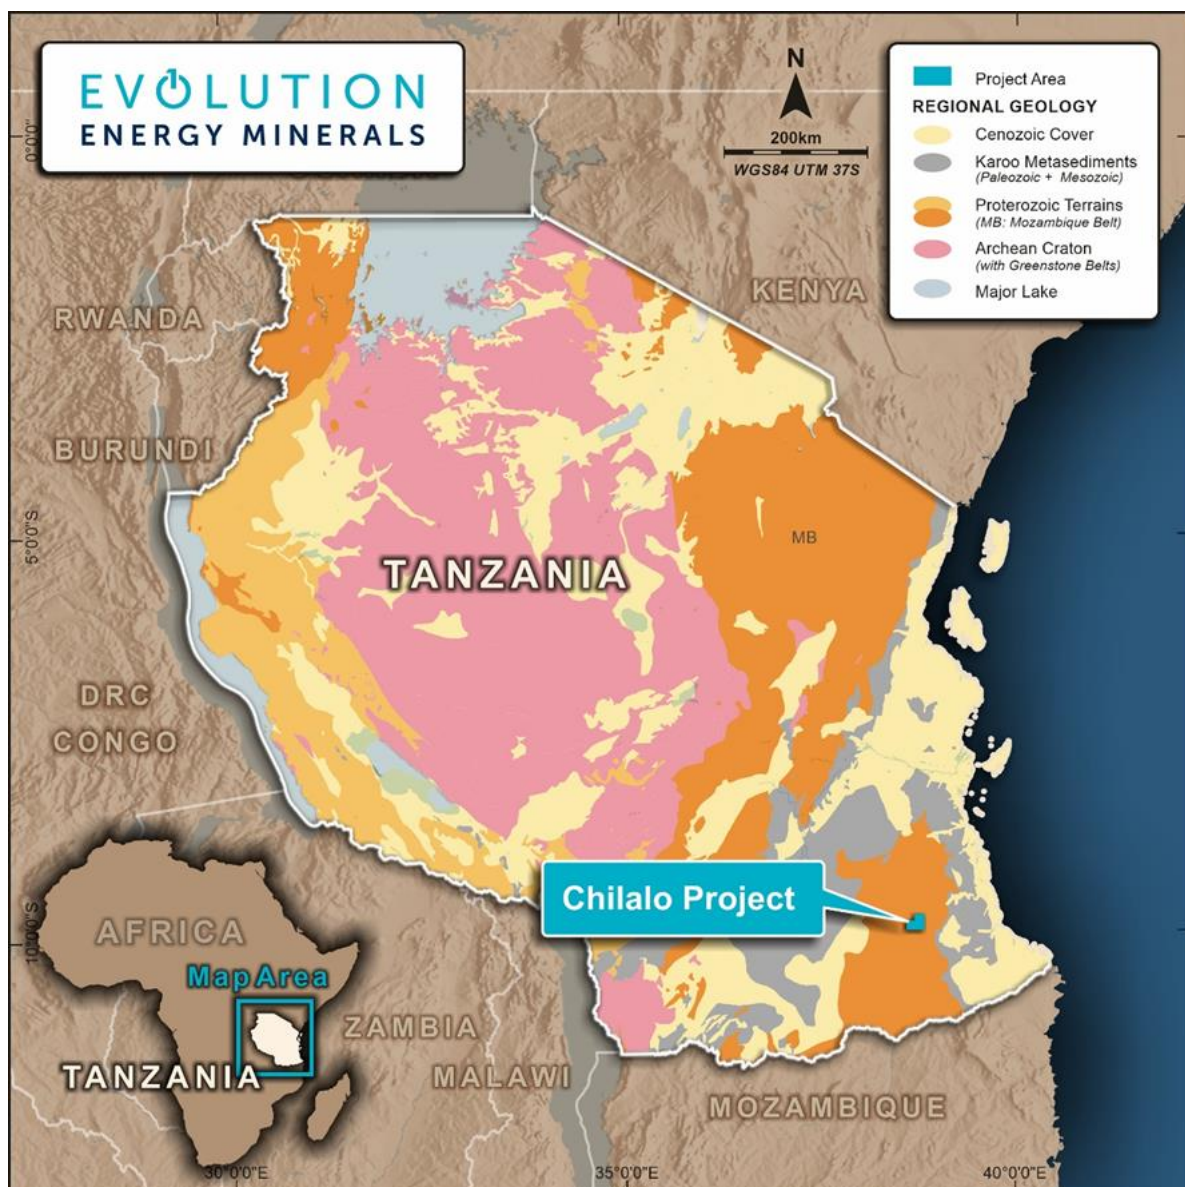 EVOLUTION
ENERGY MINERALS
N
200km
WGS84 UTM 37S
Project Area
REGIONAL GEOLOGY
Cenozoic Cover
Karoo Metasediments
(Paleozoic + Mesozoic)
Proterozoic Terrains
(MB: Mozambique Belt)
Archean Craton
(with Greenstone Belts)
Major Lake
0°0'0"
KENYA
RWANDA
BURUNDI
5°0'0"S
MB
TANZANIA
DRC
CONGO
Chilalo Project
10°0'0"S
AFRICA
Map Area
TANZANIA
ZAMBIA
MALAWI
MOZAMBIQUE
30°0'0"E
35°0'0"E
40°0'0"E